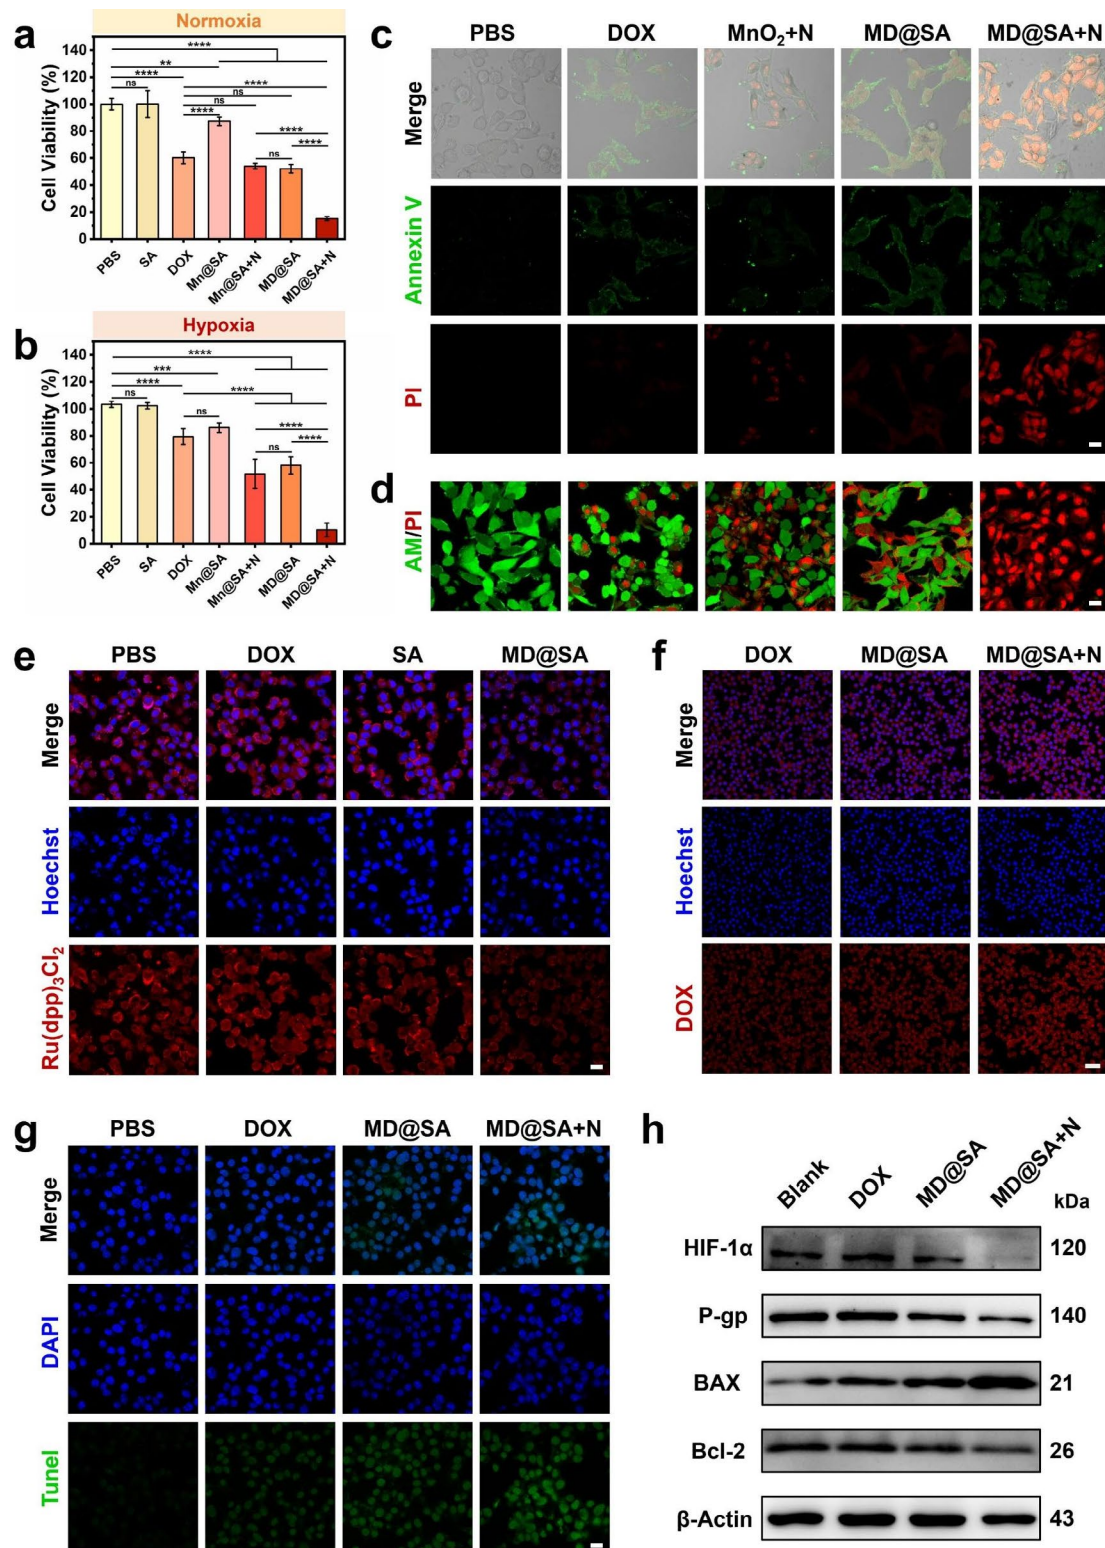 a
Normoxia
Cell Viability (%)
140
120
100
80
60
40
20
0
****
**
****
ns
****
ns
ns
****
****
****
ns
PBS
SA
DOX
Mn@SA
Mn@SA+N
MD@SA
MD@SA+N
b
Hypoxia
Cell Viability (%)
140
120
100
80
60
40
20
0
****
***
****
ns
****
ns
****
****
ns
PBS
SA
DOX
Mn@SA
Mn@SA+N
MD@SA
MD@SA+N
c
PBS DOX MnO₂+N MD@SA MD@SA+N
Merge
Annexin V
PI
d
AM/PI
e
PBS DOX SA MD@SA
Merge
Hoechst
Ru(dpp)₃Cl₂
f
DOX MD@SA MD@SA+N
Merge
Hoechst
DOX
g
PBS DOX MD@SA MD@SA+N
Merge
DAPI
Tunel
h
Blank DOX MD@SA MD@SA+N kDa
HIF-1α 120
P-gp 140
BAX 21
Bcl-2 26
β-Actin 43